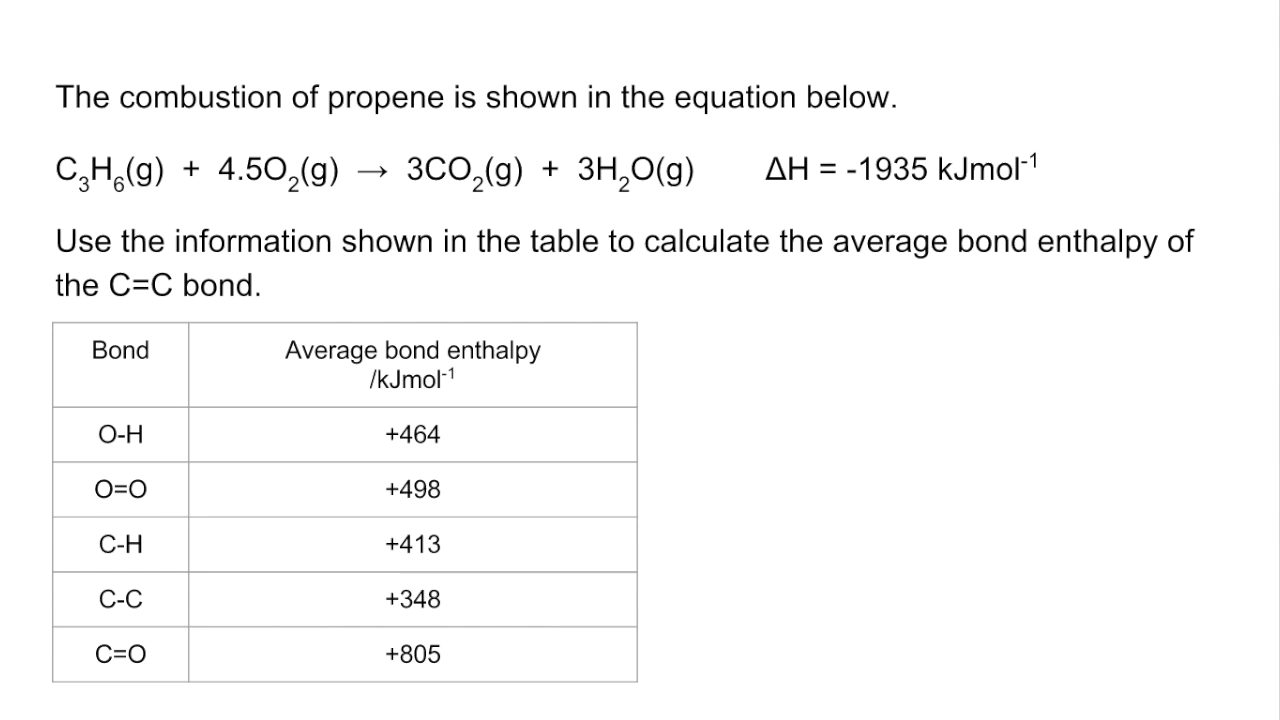 The combustion of propene is shown in the equation below.
C₃H₆(g) + 4.5O₂(g) → 3CO₂(g) + 3H₂O(g) ΔH = -1935 kJmol⁻¹
Use the information shown in the table to calculate the average bond enthalpy of
the C=C bond.
Bond Average bond enthalpy
/kJmol⁻¹
O-H +464
O=O +498
C-H +413
C-C +348
C=O +805